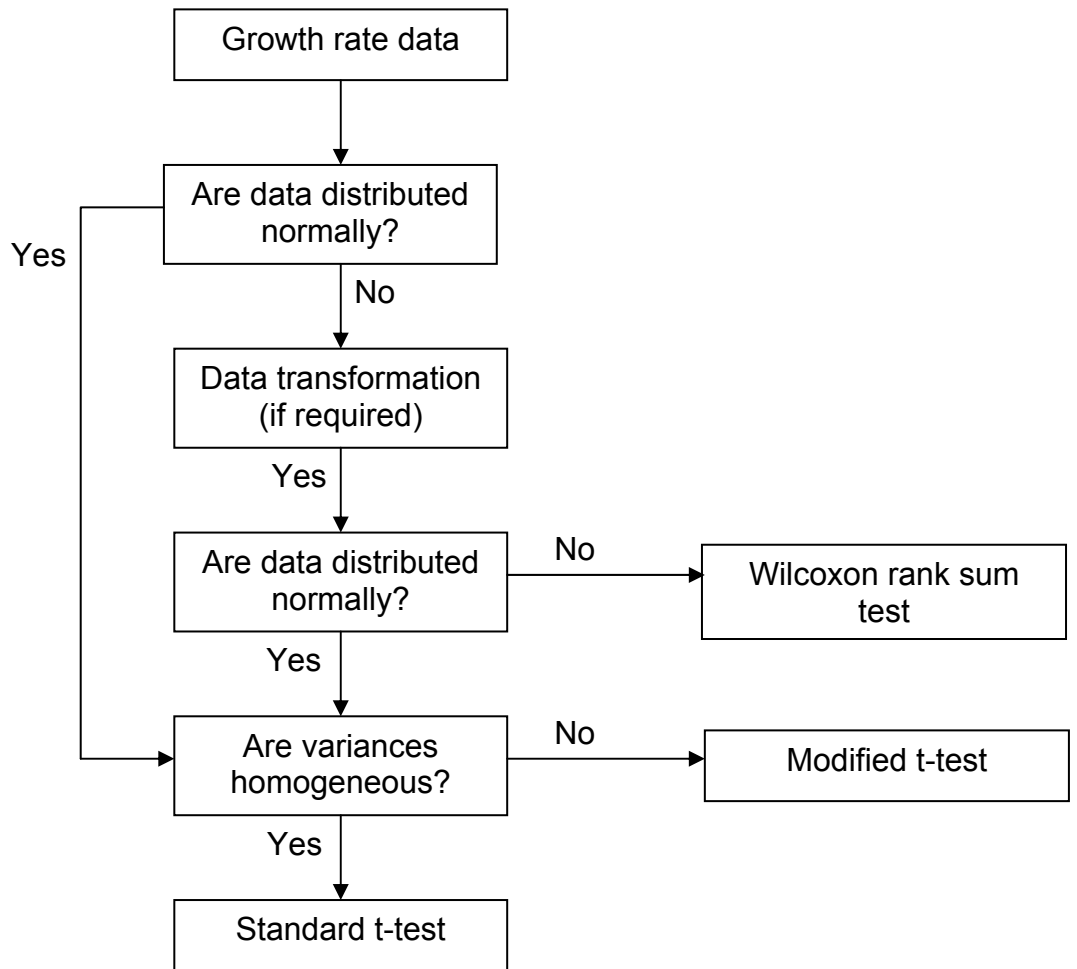 Growth rate data
Are data distributed
normally?
Yes
No
Data transformation
(if required)
Yes
Are data distributed
normally?
No
Wilcoxon rank sum
test
Yes
Are variances
homogeneous?
No
Modified t-test
Yes
Standard t-test